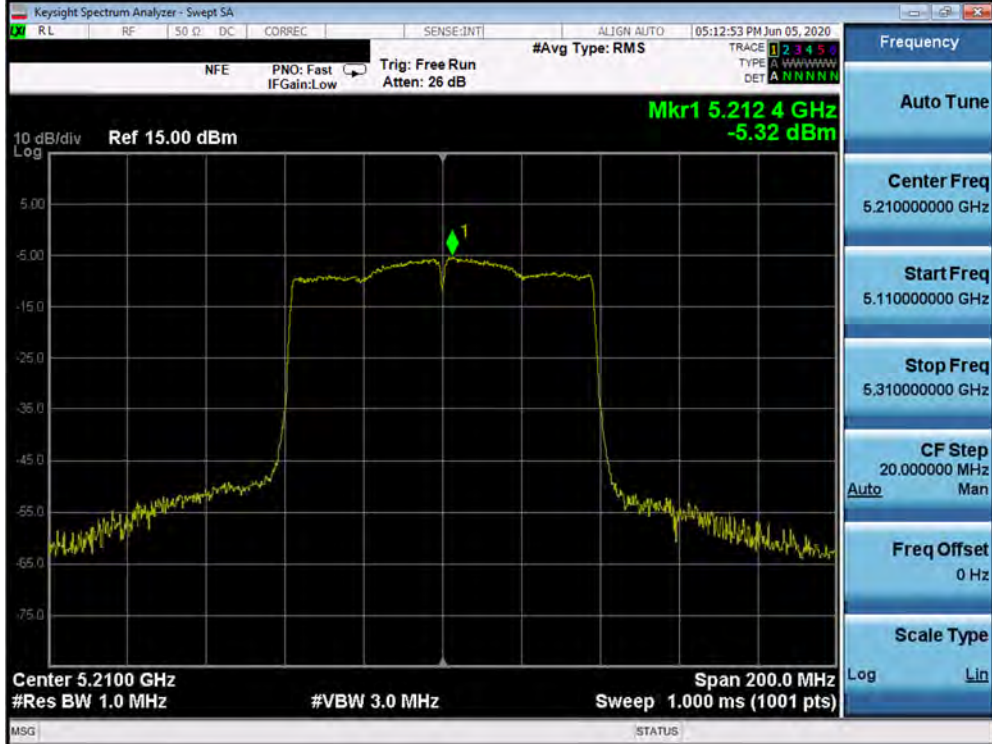 Keysight Spectrum Analyzer - Swept SA
LXI RL RF 50 Ω DC CORREC SENSE:INT ALIGN AUTO 05:12:53 PM Jun 05, 2020
#Avg Type: RMS
TRACE 1 2 3 4 5 6
NFE PNO: Fast Trig: Free Run
TYPE A WWWWW
IFGain:Low Atten: 26 dB
DET A N N N N N
Mkr1 5.212 4 GHz
-5.32 dBm
10 dB/div Ref 15.00 dBm
Log
1
5.00
-5.00
-15.0
-25.0
-35.0
-45.0
-55.0
-65.0
-75.0
Center 5.2100 GHz Span 200.0 MHz
#Res BW 1.0 MHz #VBW 3.0 MHz Sweep 1.000 ms (1001 pts)
MSG STATUS
Frequency
Auto Tune
Center Freq
5.210000000 GHz
Start Freq
5.110000000 GHz
Stop Freq
5.310000000 GHz
CF Step
20.000000 MHz
Auto Man
Freq Offset
0 Hz
Scale Type
Log Lin